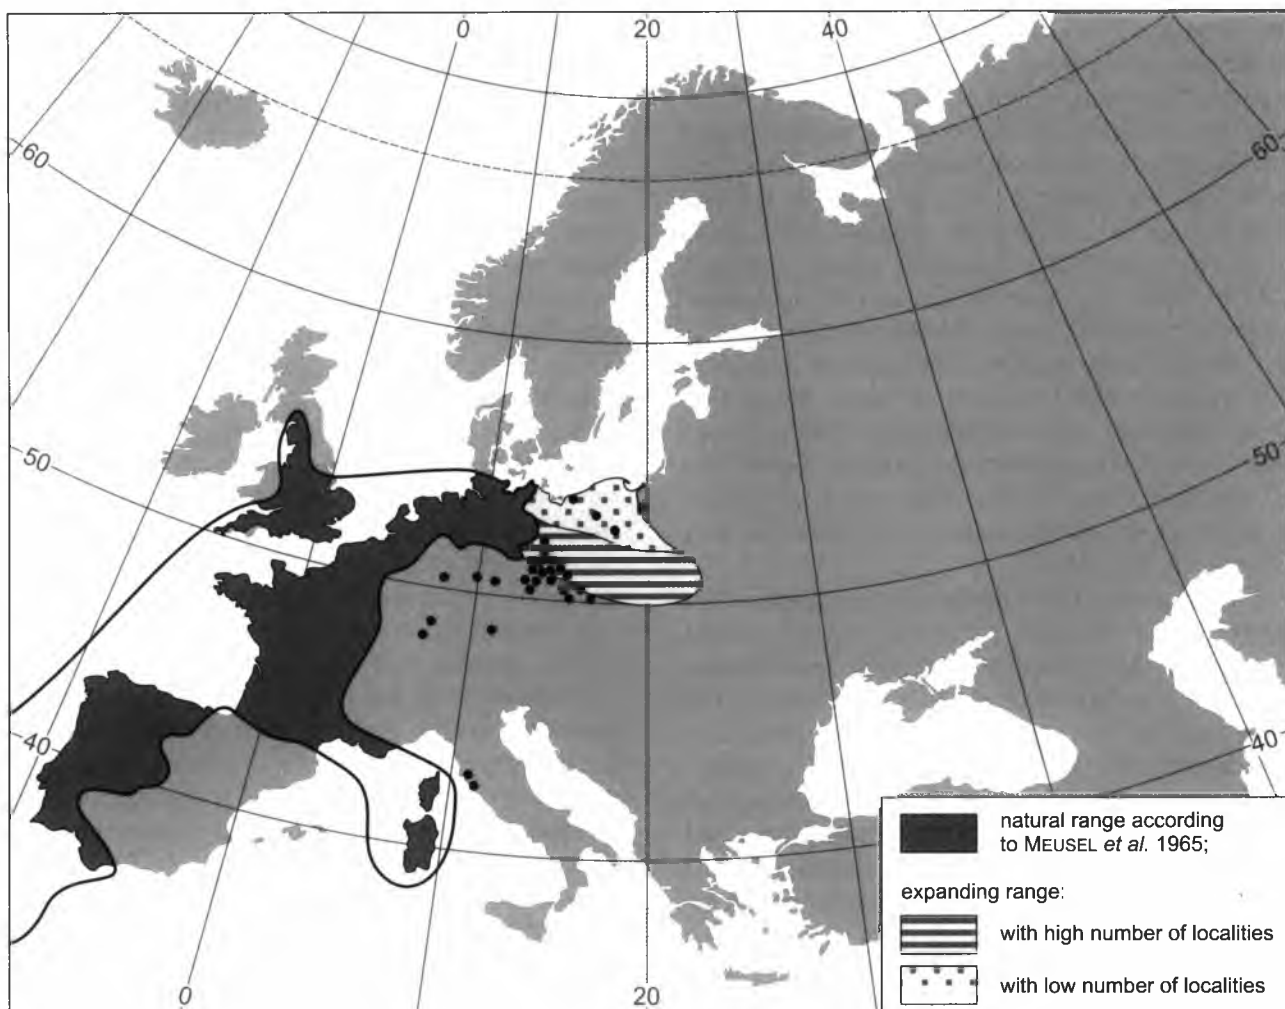 0
20
40
60
60
50
50
40
40
0
20
natural range according
to MEUSEL et al. 1965;
expanding range:
with high number of localities
with low number of localities